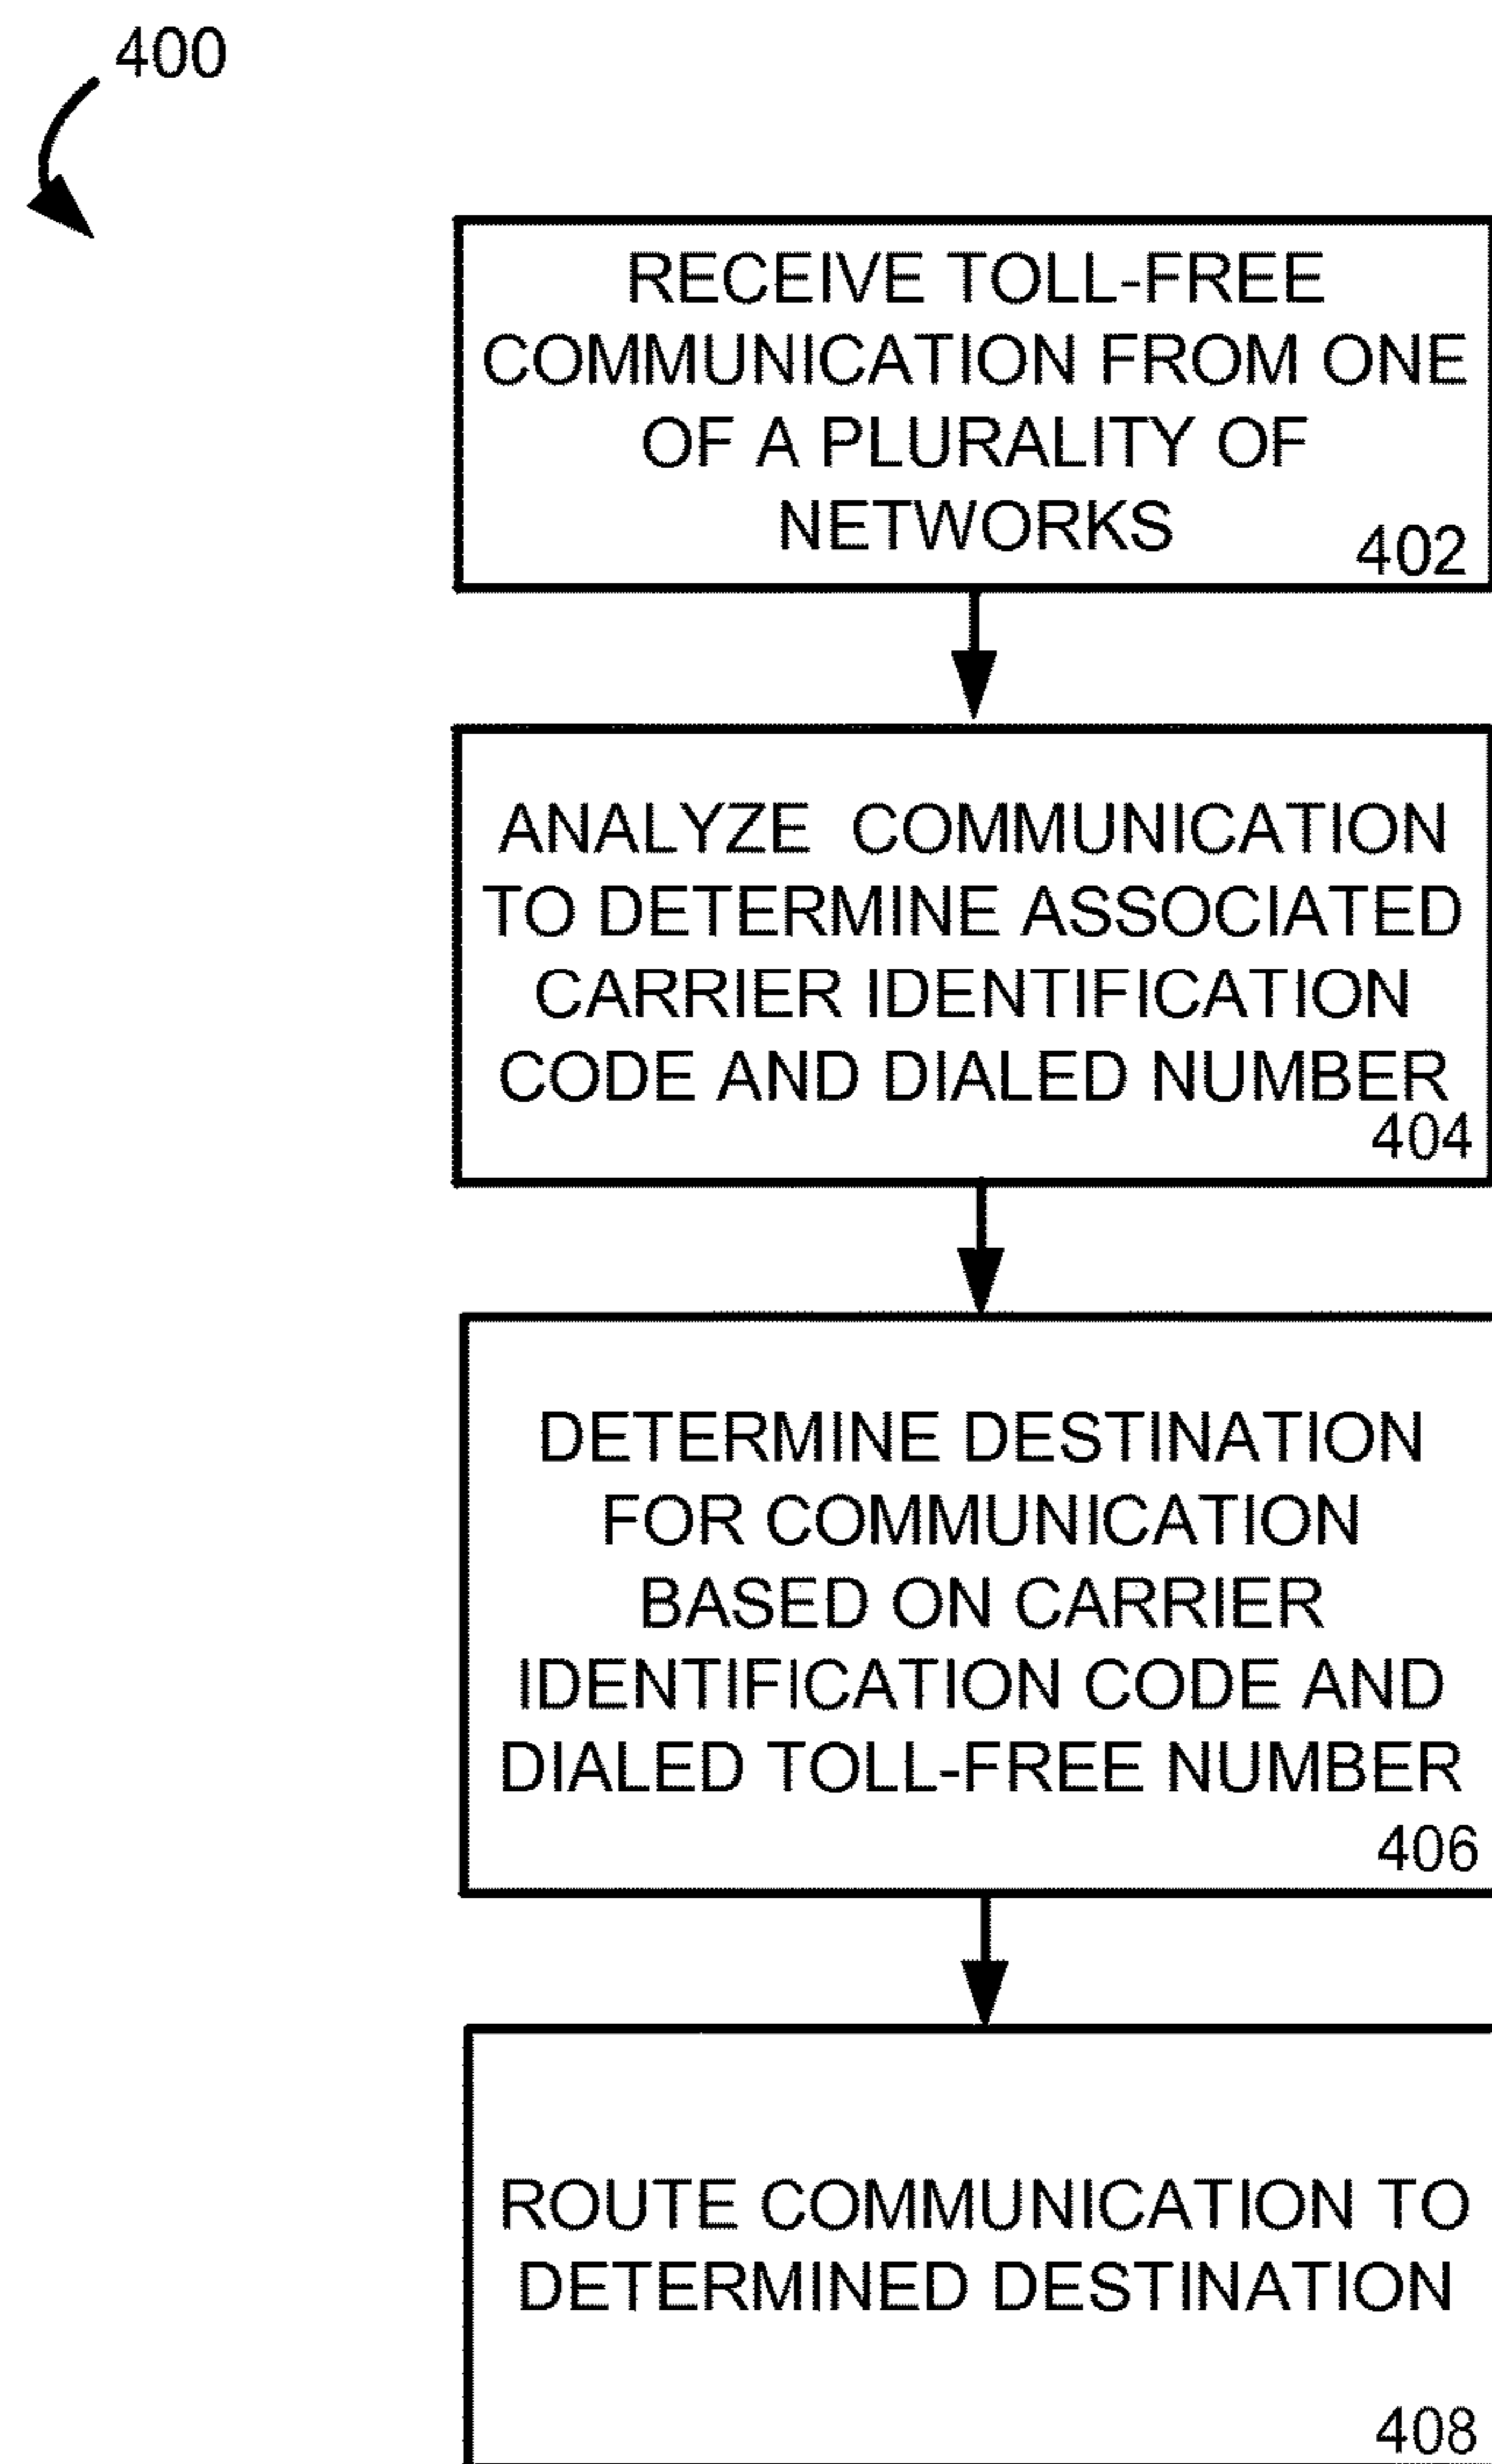 400
RECEIVE TOLL-FREE
COMMUNICATION FROM ONE
OF A PLURALITY OF
NETWORKS
402
ANALYZE COMMUNICATION
TO DETERMINE ASSOCIATED
CARRIER IDENTIFICATION
CODE AND DIALED NUMBER
404
DETERMINE DESTINATION
FOR COMMUNICATION
BASED ON CARRIER
IDENTIFICATION CODE AND
DIALED TOLL-FREE NUMBER
406
ROUTE COMMUNICATION TO
DETERMINED DESTINATION
408